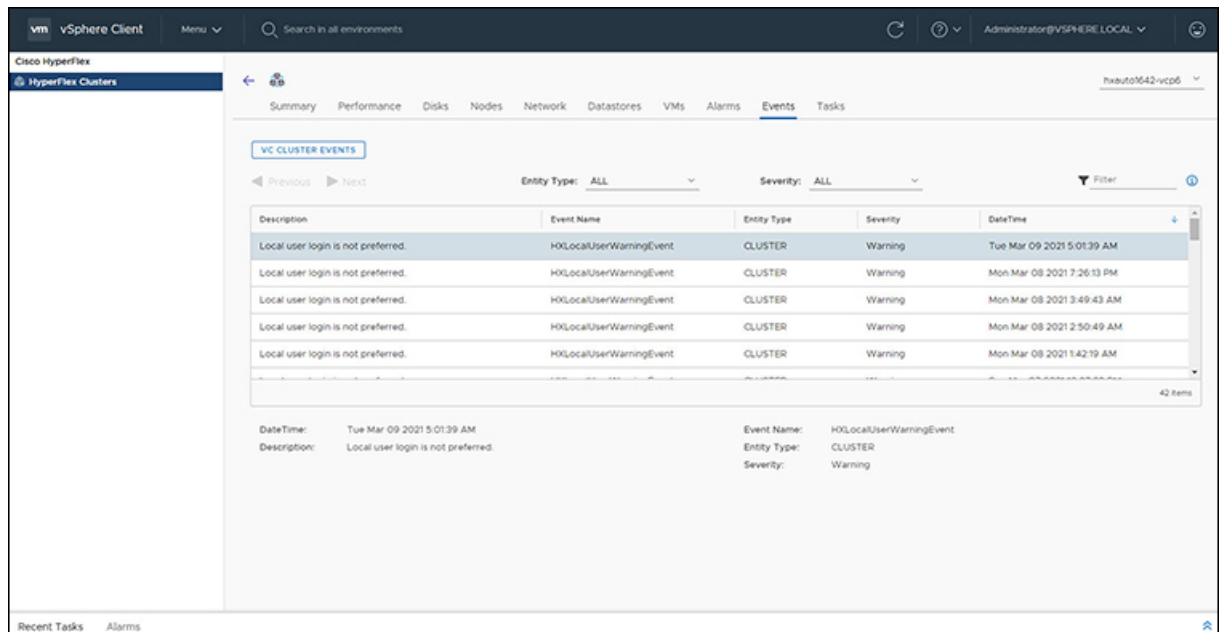 vm vSphere Client Menu Search in all environments Administrator@VSPHERE.LOCAL
Cisco HyperFlex
HyperFlex Clusters
hxauto1642-vcp6
Summary Performance Disks Nodes Network Datastores VMs Alarms Events Tasks
VC CLUSTER EVENTS
Previous Next Entity Type: ALL Severity: ALL Filter
Description Event Name Entity Type Severity DateTime
Local user login is not preferred. HXLocalUserWarningEvent CLUSTER Warning Tue Mar 09 2021 5:01:39 AM
Local user login is not preferred. HXLocalUserWarningEvent CLUSTER Warning Mon Mar 08 2021 7:26:13 PM
Local user login is not preferred. HXLocalUserWarningEvent CLUSTER Warning Mon Mar 08 2021 3:49:43 AM
Local user login is not preferred. HXLocalUserWarningEvent CLUSTER Warning Mon Mar 08 2021 2:50:49 AM
Local user login is not preferred. HXLocalUserWarningEvent CLUSTER Warning Mon Mar 08 2021 1:42:19 AM
42 items
DateTime: Tue Mar 09 2021 5:01:39 AM Event Name: HXLocalUserWarningEvent
Description: Local user login is not preferred. Entity Type: CLUSTER
Severity: Warning
Recent Tasks Alarms